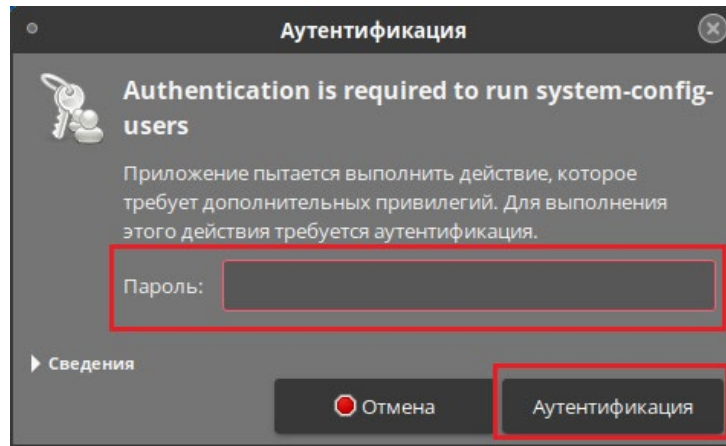 Аутентификация
Authentication is required to run system-config-
users
Приложение пытается выполнить действие, которое
требует дополнительных привилегий. Для выполнения
этого действия требуется аутентификация.
Пароль:
Сведения
Отмена
Аутентификация